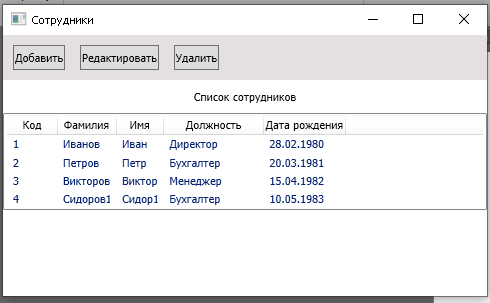 Сотрудники
Добавить Редактировать Удалить
Список сотрудников
Код Фамилия Имя Должность Дата рождения
1 Иванов Иван Директор 28.02.1980
2 Петров Петр Бухгалтер 20.03.1981
3 Викторов Виктор Менеджер 15.04.1982
4 Сидоров1 Сидор1 Бухгалтер 10.05.1983